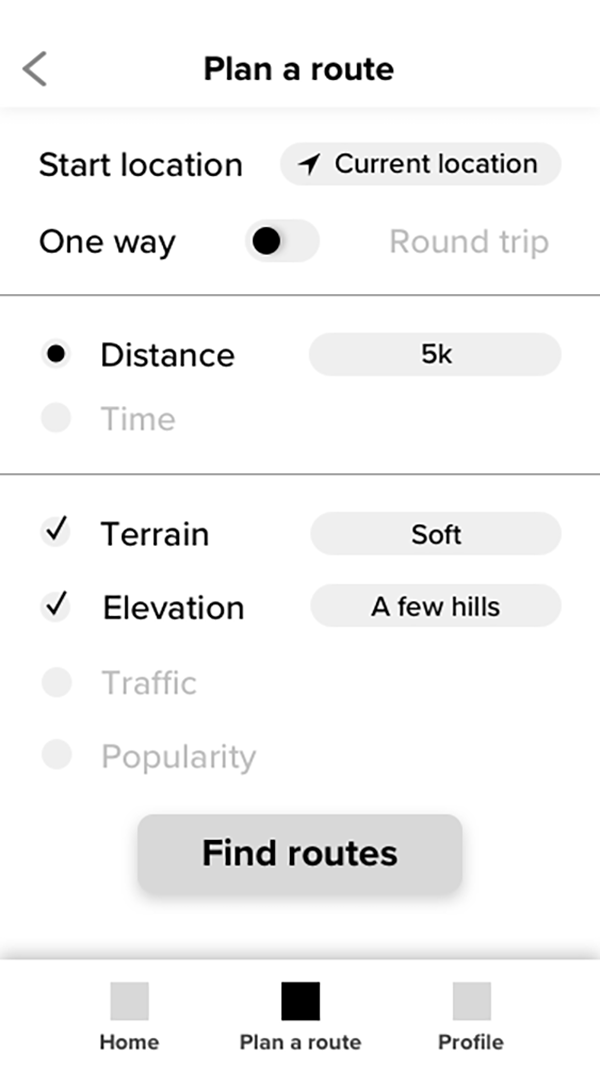 Plan a route
Start location Current location
One way Round trip
Distance 5k
Time
Terrain Soft
Elevation A few hills
Traffic
Popularity
Find routes
Home Plan a route Profile